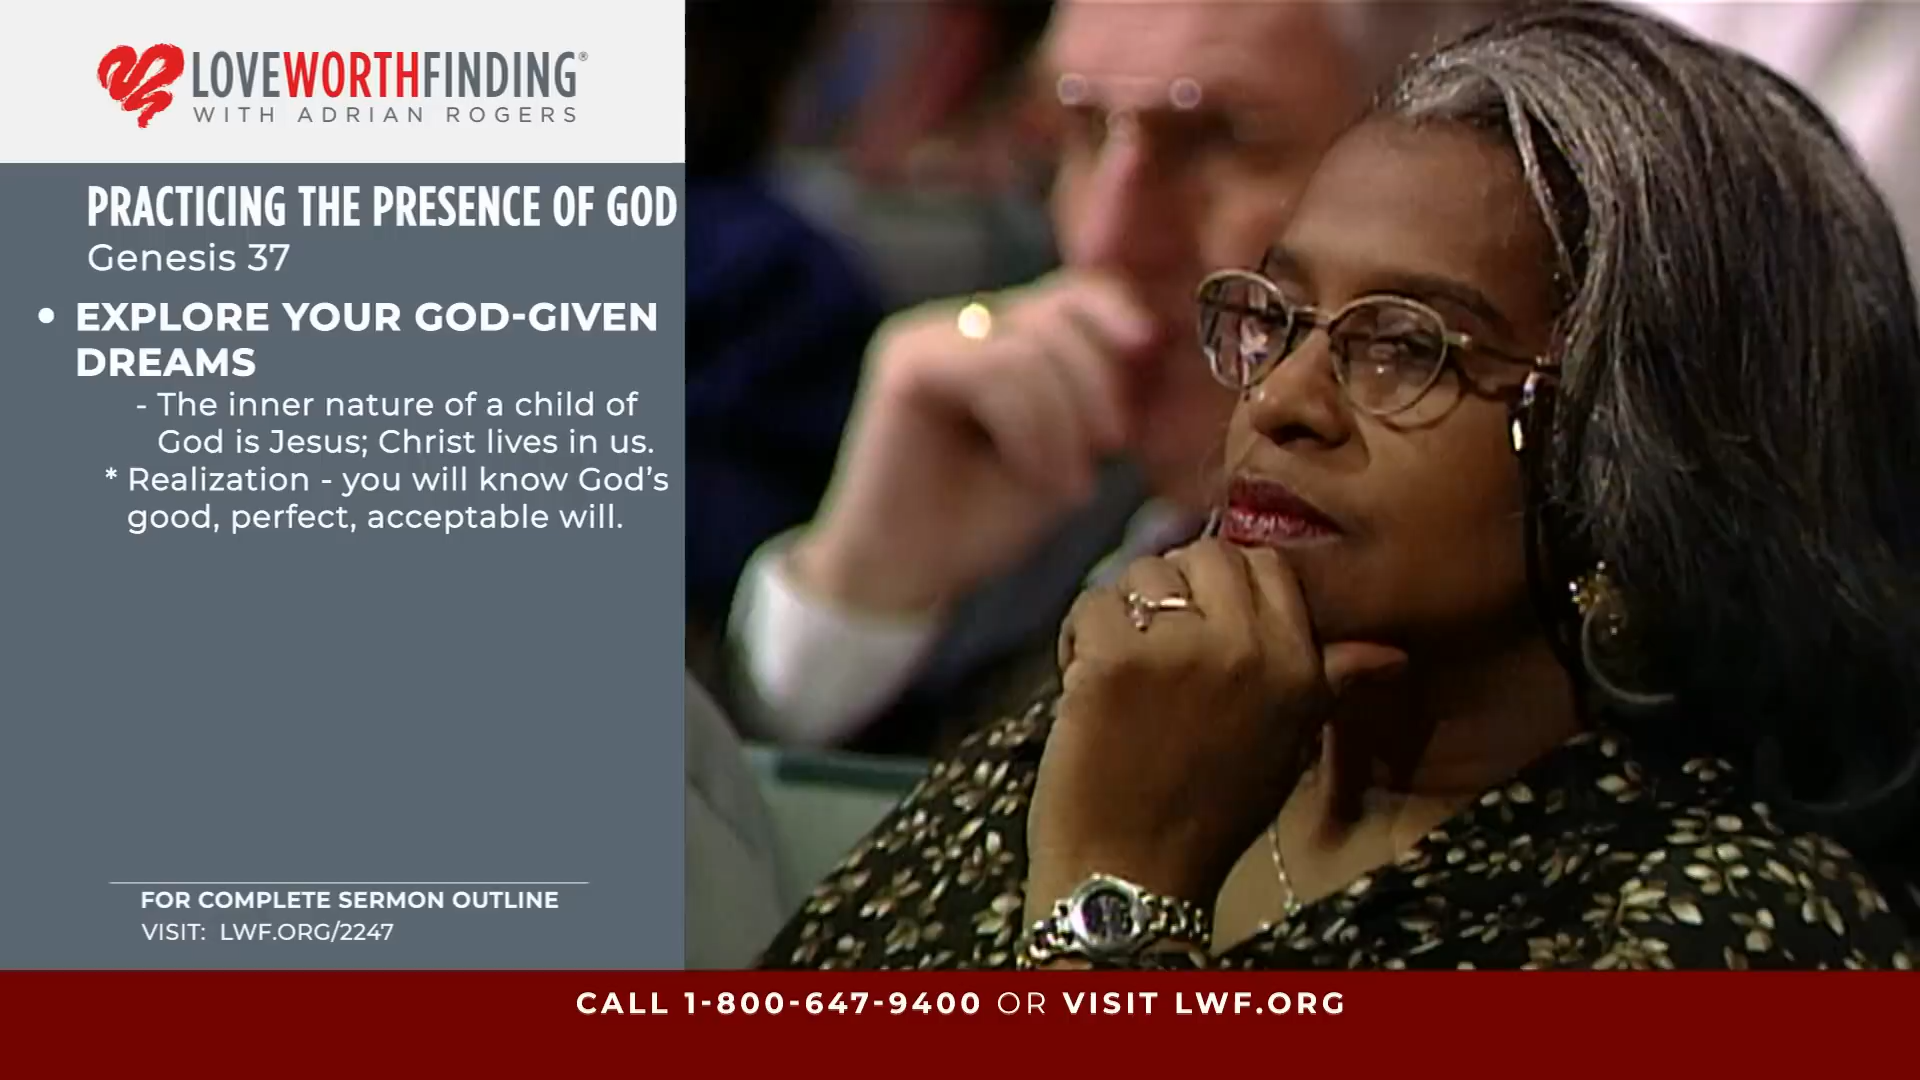 LOVEWORTHFINDING®
WITH ADRIAN ROGERS
PRACTICING THE PRESENCE OF GOD
Genesis 37
• EXPLORE YOUR GOD-GIVEN
DREAMS
- The inner nature of a child of
God is Jesus; Christ lives in us.
* Realization - you will know God’s
good, perfect, acceptable will.
FOR COMPLETE SERMON OUTLINE
VISIT: LWF.ORG/2247
CALL 1-800-647-9400 OR VISIT LWF.ORG